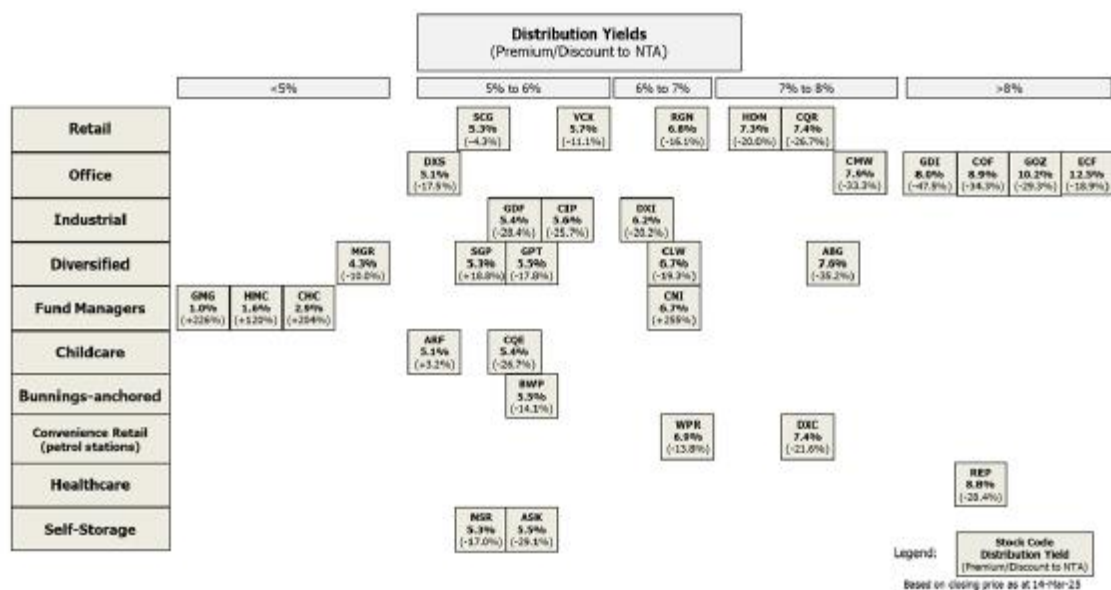 Distribution Yields
(Premium/Discount to NTA)
<5%
5% to 6%
6% to 7%
7% to 8%
>8%
Retail
SCG
5.3%
(-4.3%)
VCX
5.7%
(-11.1%)
RGN
6.8%
(-16.1%)
HDN
7.3%
(-20.0%)
CQR
7.4%
(-26.7%)
Office
DXS
5.1%
(-17.5%)
CMW
7.9%
(-33.3%)
GDI
8.0%
(-47.5%)
COF
8.9%
(-34.3%)
GOZ
10.2%
(-29.3%)
ECF
12.5%
(-18.9%)
Industrial
GDF
5.4%
(-28.4%)
CIP
5.6%
(-25.7%)
DXI
6.2%
(-20.2%)
Diversified
MGR
4.3%
(-10.0%)
SGP
5.3%
(+18.8%)
GPT
5.5%
(-17.8%)
CLW
6.7%
(-19.3%)
ABG
7.6%
(-35.2%)
Fund Managers
GMG
1.0%
(+226%)
HMC
1.6%
(+120%)
CHC
2.9%
(+204%)
CNI
6.7%
(+255%)
Childcare
ARF
5.1%
(+3.2%)
CQE
5.4%
(-26.7%)
Bunnings-anchored
BWP
5.5%
(-14.1%)
Convenience Retail
(petrol stations)
WPR
6.9%
(-13.8%)
DXC
7.4%
(-21.6%)
Healthcare
REP
8.8%
(-28.4%)
Self-Storage
NSR
5.3%
(-17.0%)
ASK
5.5%
(-29.1%)
Legend:
Stock Code
Distribution Yield
(Premium/Discount to NTA)
Based on closing price as at 14-Mar-25